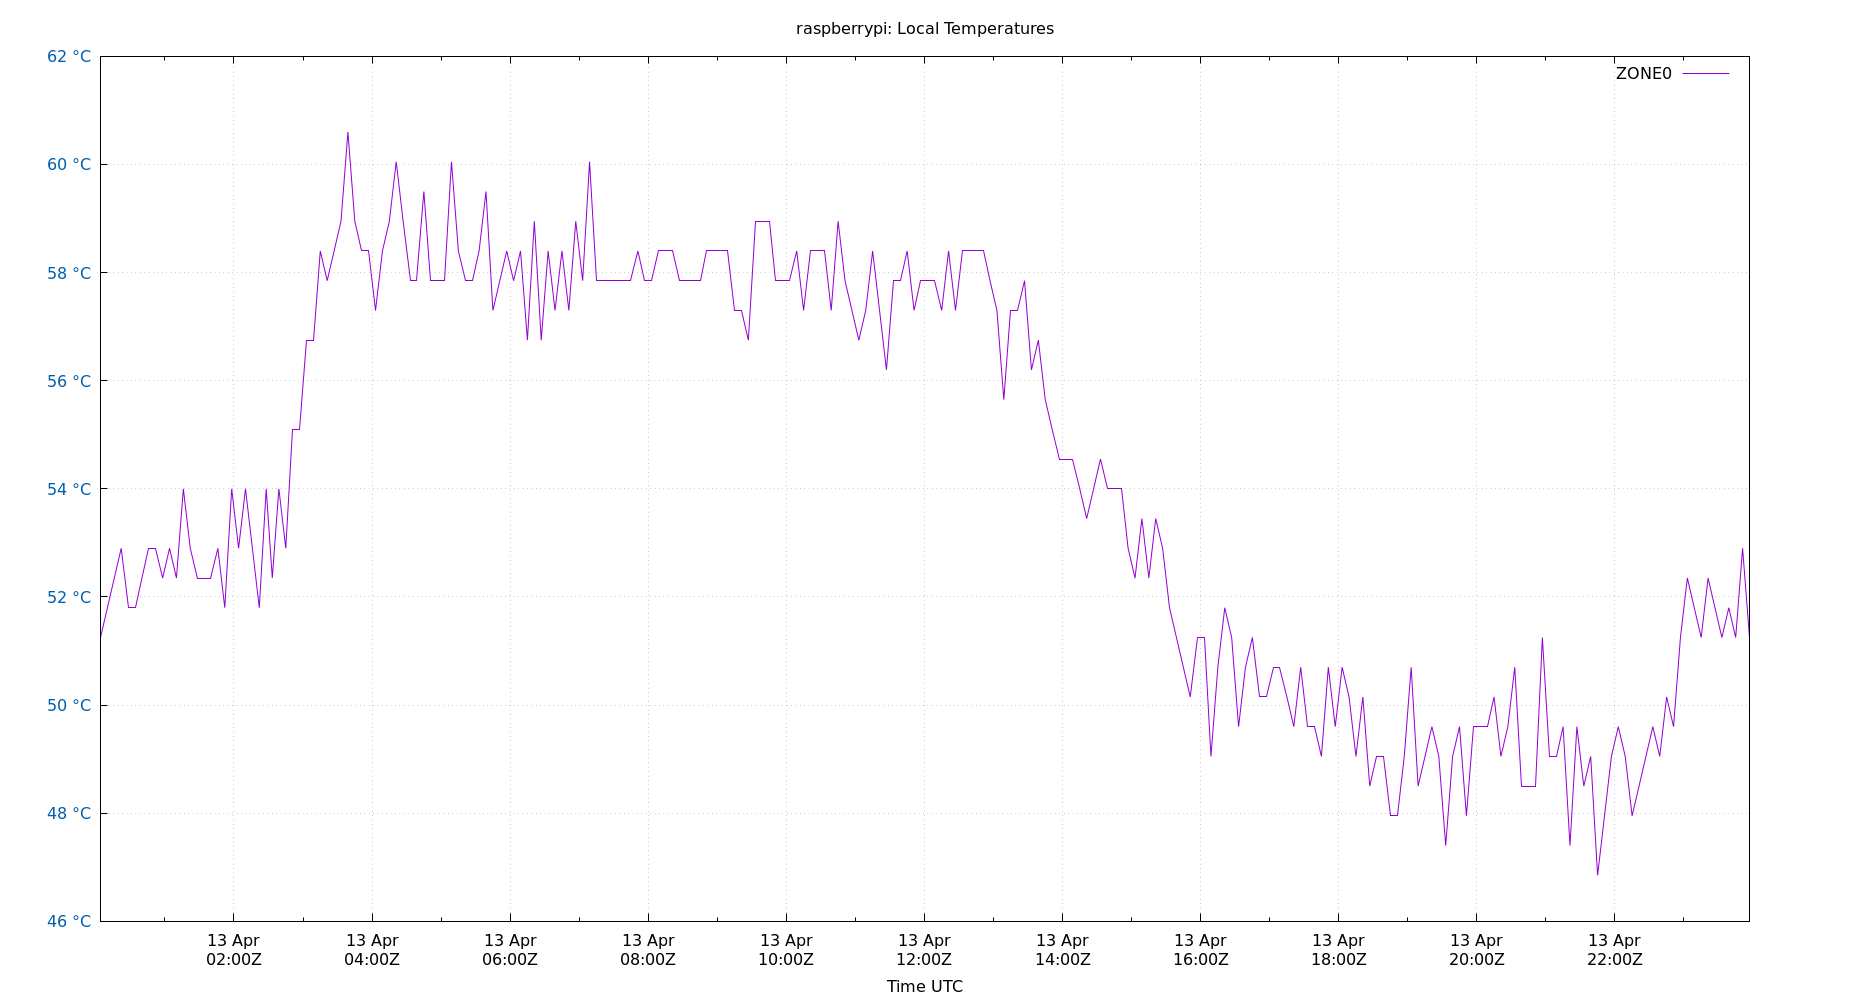 raspberrypi: Local Temperatures
62 °C
ZONE0
60 °C
58 °C
56 °C
54 °C
52 °C
50 °C
48 °C
46 °C
13 Apr 13 Apr 13 Apr 13 Apr 13 Apr 13 Apr 13 Apr 13 Apr 13 Apr 13 Apr 13 Apr
02:00Z 04:00Z 06:00Z 08:00Z 10:00Z 12:00Z 14:00Z 16:00Z 18:00Z 20:00Z 22:00Z
Time UTC